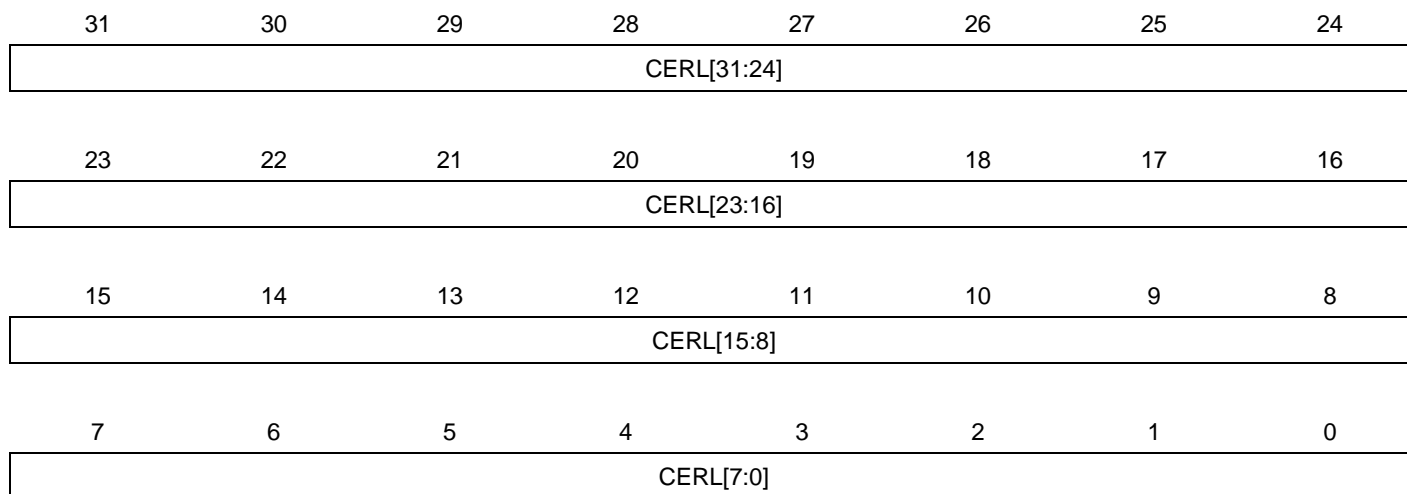 31 30 29 28 27 26 25 24
CERL[31:24]
23 22 21 20 19 18 17 16
CERL[23:16]
15 14 13 12 11 10 9 8
CERL[15:8]
7 6 5 4 3 2 1 0
CERL[7:0]